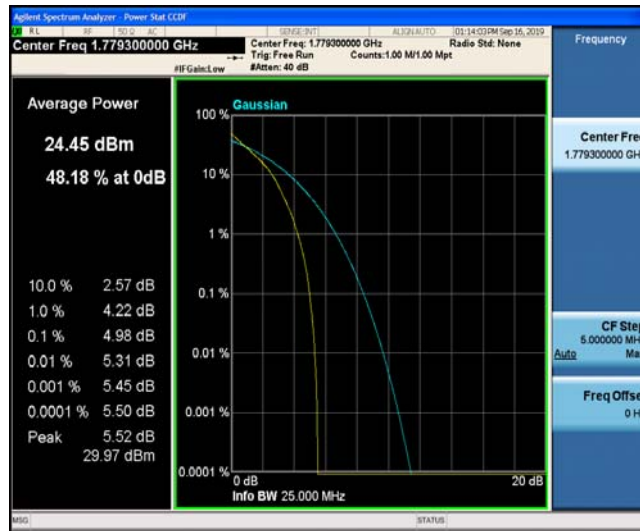 Agilent Spectrum Analyzer - Power Stat CCDF
RL RF 50 Ω AC SENSE:INT ALIGN AUTO 01:14:03PM Sep 16, 2019
Center Freq 1.779300000 GHz
Center Freq: 1.779300000 GHz Radio Std: None
Trig: Free Run Counts:1.00 M/1.00 Mpt
#IFGain:Low #Atten: 40 dB
Frequency
Average Power
24.45 dBm
48.18 % at 0dB
10.0 % 2.57 dB
1.0 % 4.22 dB
0.1 % 4.98 dB
0.01 % 5.31 dB
0.001 % 5.45 dB
0.0001 % 5.50 dB
Peak 5.52 dB
29.97 dBm
Gaussian
100 %
10 %
1 %
0.1 %
0.01 %
0.001 %
0.0001 %
0 dB 20 dB
Info BW 25.000 MHz
Center Fre
1.779300000 GH
CF Step
5.000000 MH
Auto Ma
Freq Offse
0 H
MSG STATUS